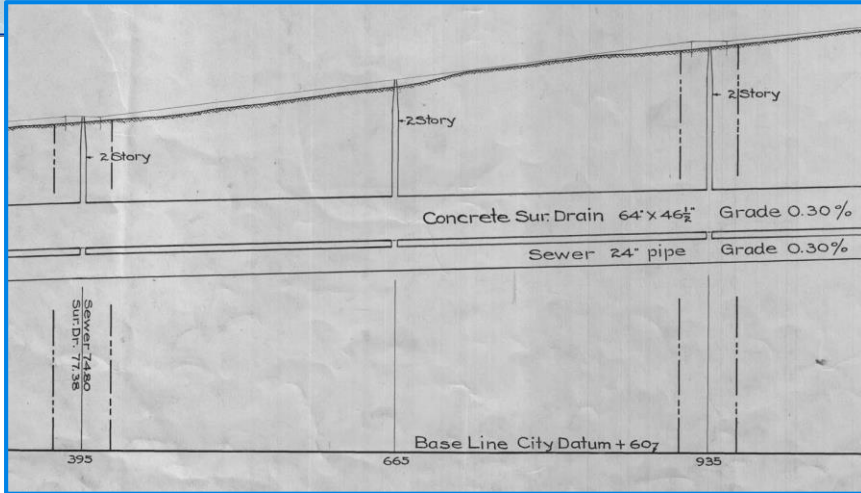 2 Story
2 Story
2 Story
Concrete Sur. Drain 64" x 46½" Grade 0.30%
Sewer 24" pipe Grade 0.30%
Sewer 74.80
Sur. Dr. 77.38
Base Line City Datum + 60
395
665
935